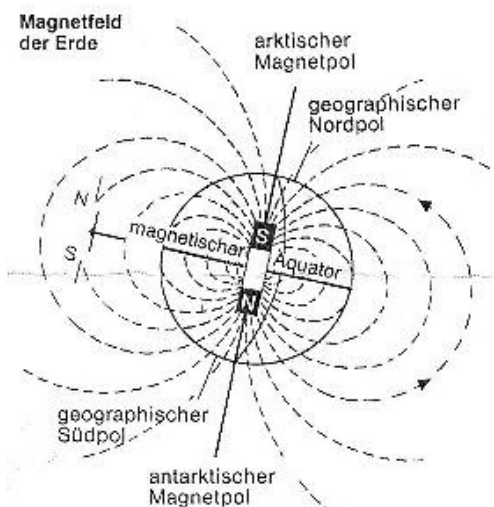 Magnetfeld
der Erde
arktischer
Magnetpol
geographischer
Nordpol
N
S
magnetischer
S
Äquator
N
geographischer
Südpol
antarktischer
Magnetpol